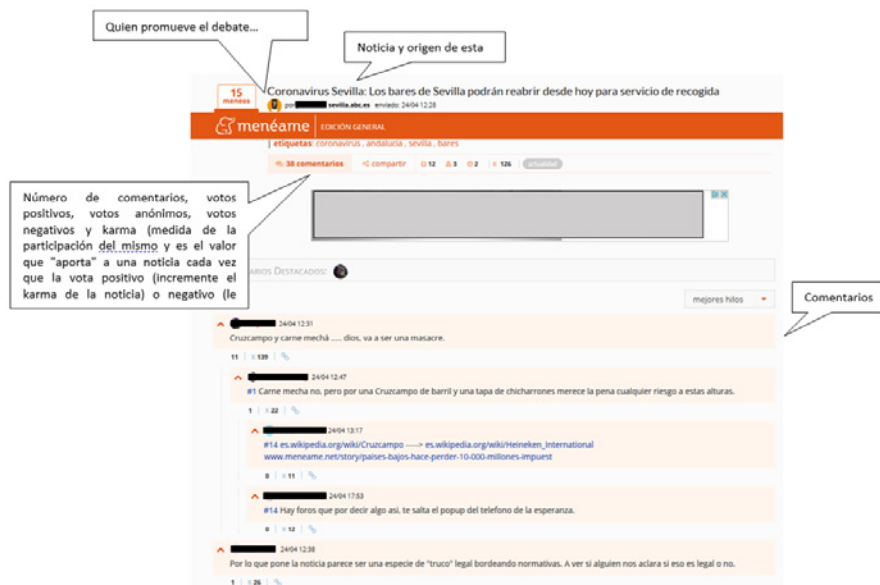 Quien promueve el debate...
Noticia y origen de esta
15
meneos
Coronavirus Sevilla: Los bares de Sevilla podrán reabrir desde hoy para servicio de recogida
por sevilla.abc.es enviado: 24/04 12:28
menéame EDICIÓN GENERAL
etiquetas: coronavirus , andalucia , sevilla , bares
38 comentarios compartir 12 3 2 K 126 actualidad
Número de comentarios, votos
positivos, votos anónimos, votos
negativos y karma (medida de la
participación del mismo y es el valor
que "aporta" a una noticia cada vez
que la vota positivo (incremente el
karma de la noticia) o negativo (le
ARIOS DESTACADOS:
mejores hilos
Comentarios
24/04 12:31
Cruzcampo y carne mechá ..... dios, va a ser una masacre.
11 K 139
24/04 12:47
#1 Carne mecha no, pero por una Cruzcampo de barril y una tapa de chicharrones merece la pena cualquier riesgo a estas alturas.
1 K 22
24/04 13:17
#14 es.wikipedia.org/wiki/Cruzcampo ----> es.wikipedia.org/wiki/Heineken_International
www.meneame.net/story/paises-bajos-hace-perder-10-000-millones-impuest
0 K 11
24/04 17:53
#14 Hay foros que por decir algo asi, te salta el popup del telefono de la esperanza.
0 K 12
24/04 12:38
Por lo que pone la noticia parece ser una especie de "truco" legal bordeando normativas. A ver si alguien nos aclara si eso es legal o no.
1 K 26